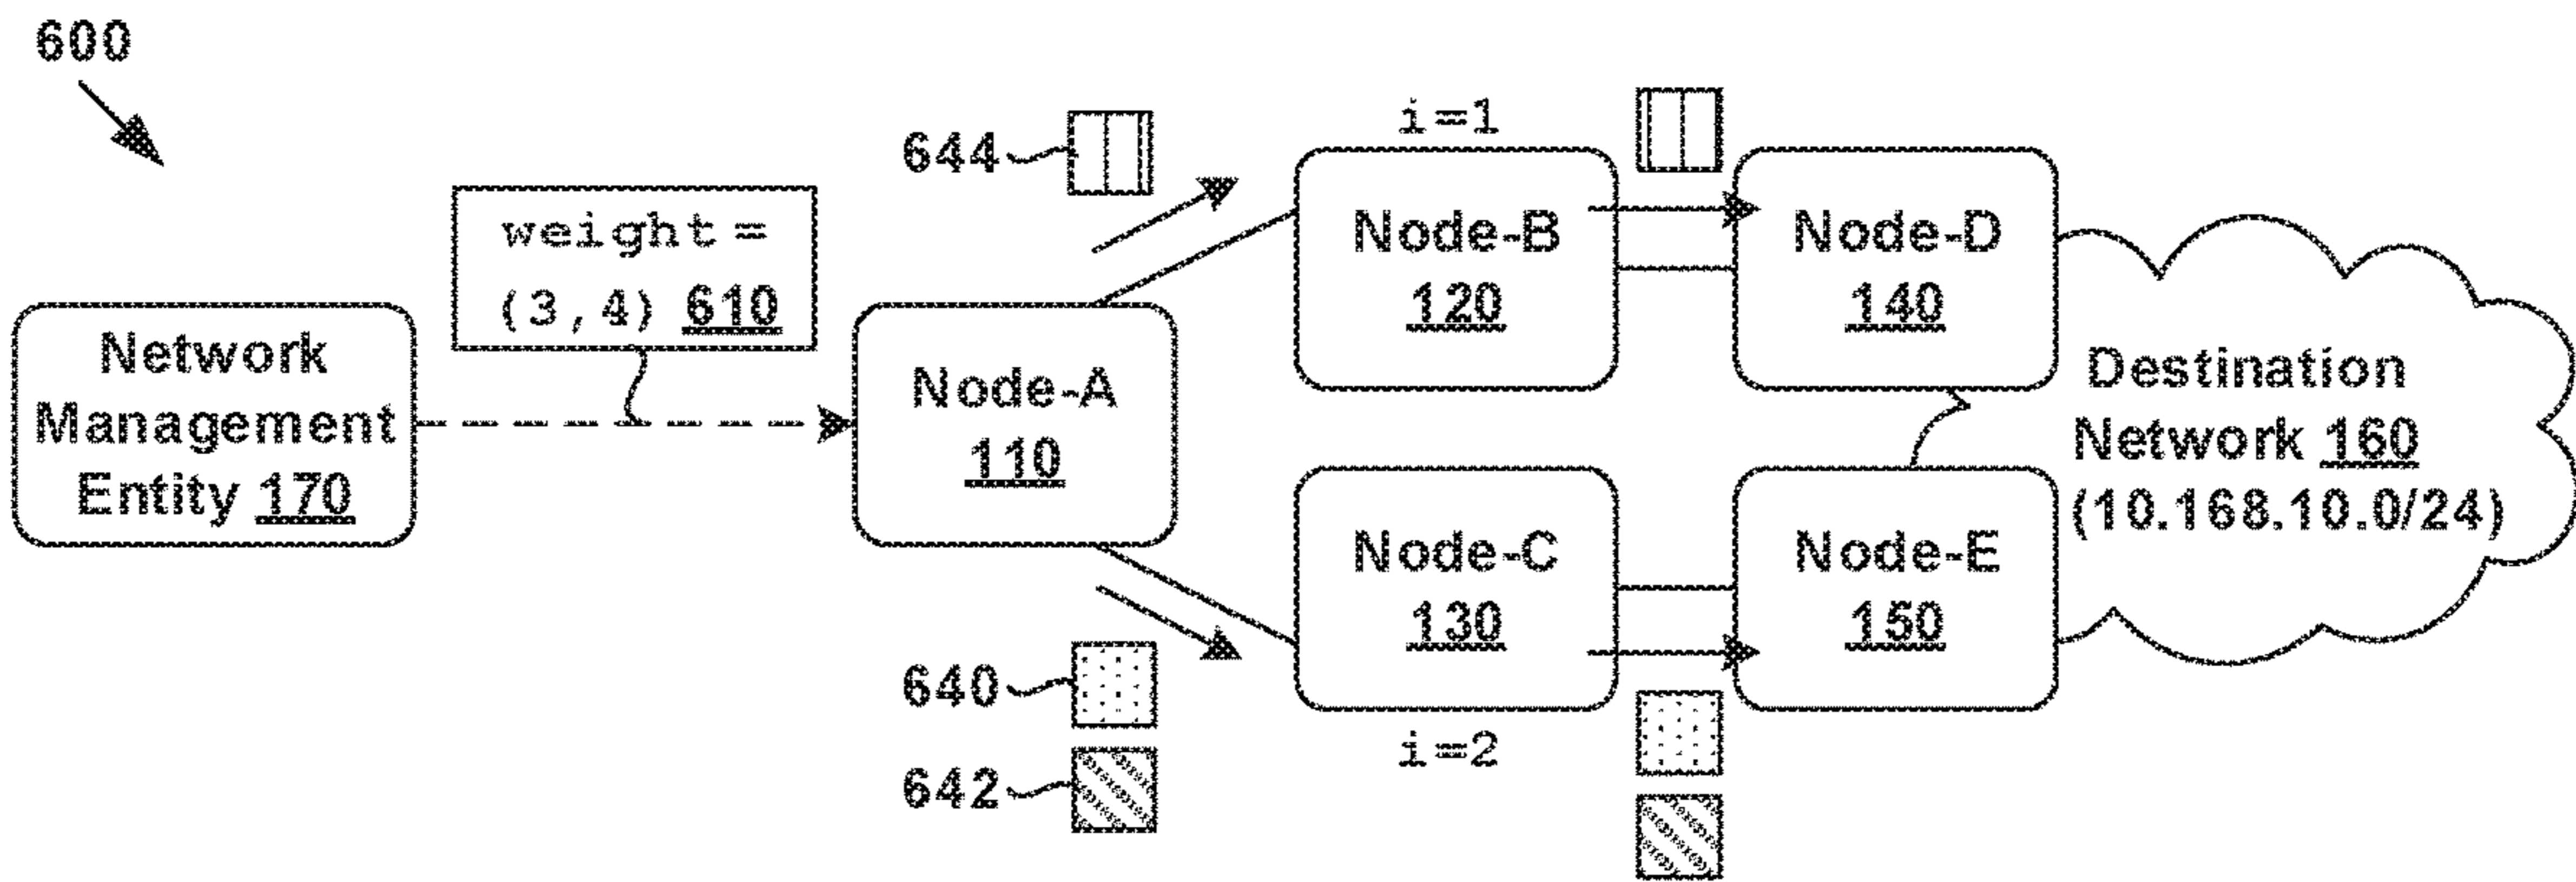 600
644
i=1
weight =
(3,4) 610
Network
Management
Entity 170
Node-A
110
Node-B
120
Node-D
140
Destination
Network 160
(10.168.10.0/24)
Node-C
130
Node-E
150
640
642
i=2